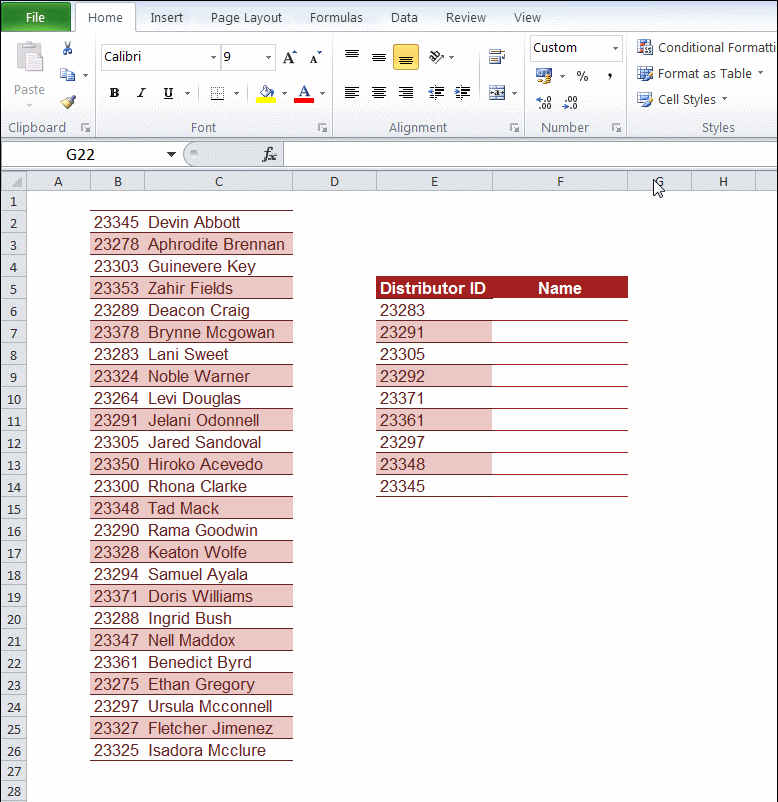 File Home Insert Page Layout Formulas Data Review View
Calibri 9 A A Custom Conditional Formatti
Paste % , Format as Table
B I U A .00 .00 Cell Styles
Clipboard Font Alignment Number Styles
G22 fx
A B C D E F G H
1
2 23345 Devin Abbott
3 23278 Aphrodite Brennan
4 23303 Guinevere Key
5 23353 Zahir Fields Distributor ID Name
6 23289 Deacon Craig 23283
7 23378 Brynne Mcgowan 23291
8 23283 Lani Sweet 23305
9 23324 Noble Warner 23292
10 23264 Levi Douglas 23371
11 23291 Jelani Odonnell 23361
12 23305 Jared Sandoval 23297
13 23350 Hiroko Acevedo 23348
14 23300 Rhona Clarke 23345
15 23348 Tad Mack
16 23290 Rama Goodwin
17 23328 Keaton Wolfe
18 23294 Samuel Ayala
19 23371 Doris Williams
20 23288 Ingrid Bush
21 23347 Nell Maddox
22 23361 Benedict Byrd
23 23275 Ethan Gregory
24 23297 Ursula Mcconnell
25 23327 Fletcher Jimenez
26 23325 Isadora Mcclure
27
28